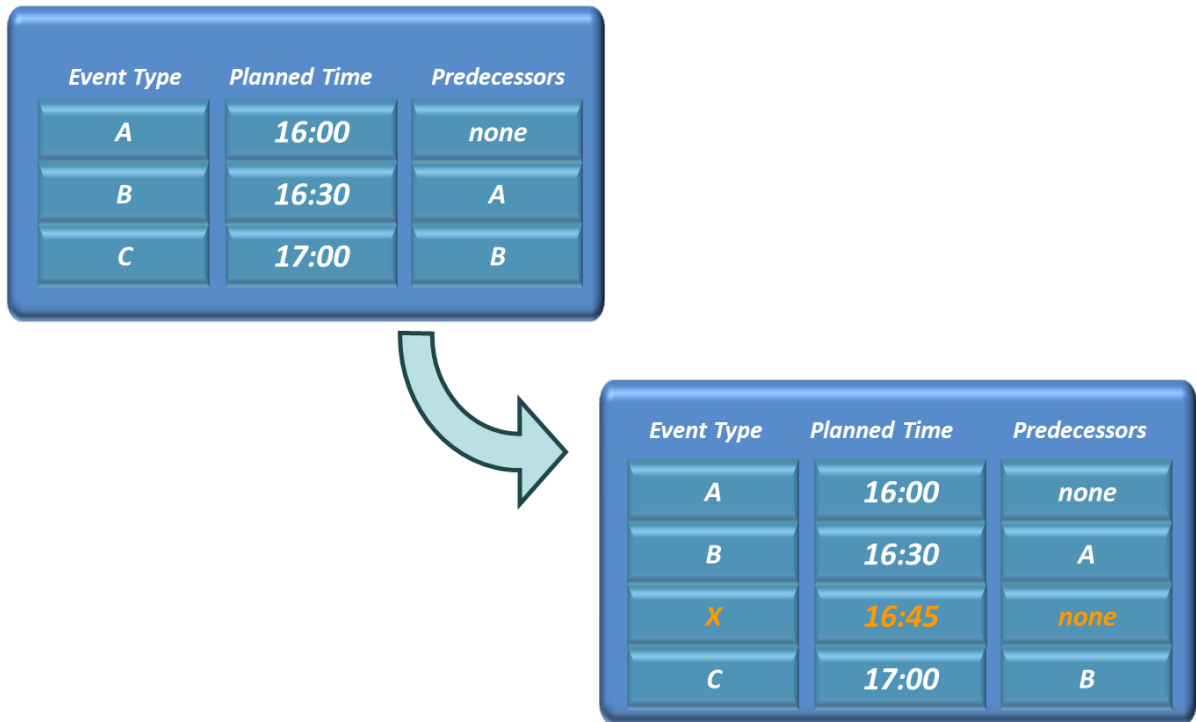 Event Type Planned Time Predecessors
A 16:00 none
B 16:30 A
C 17:00 B
Event Type Planned Time Predecessors
A 16:00 none
B 16:30 A
X 16:45 none
C 17:00 B